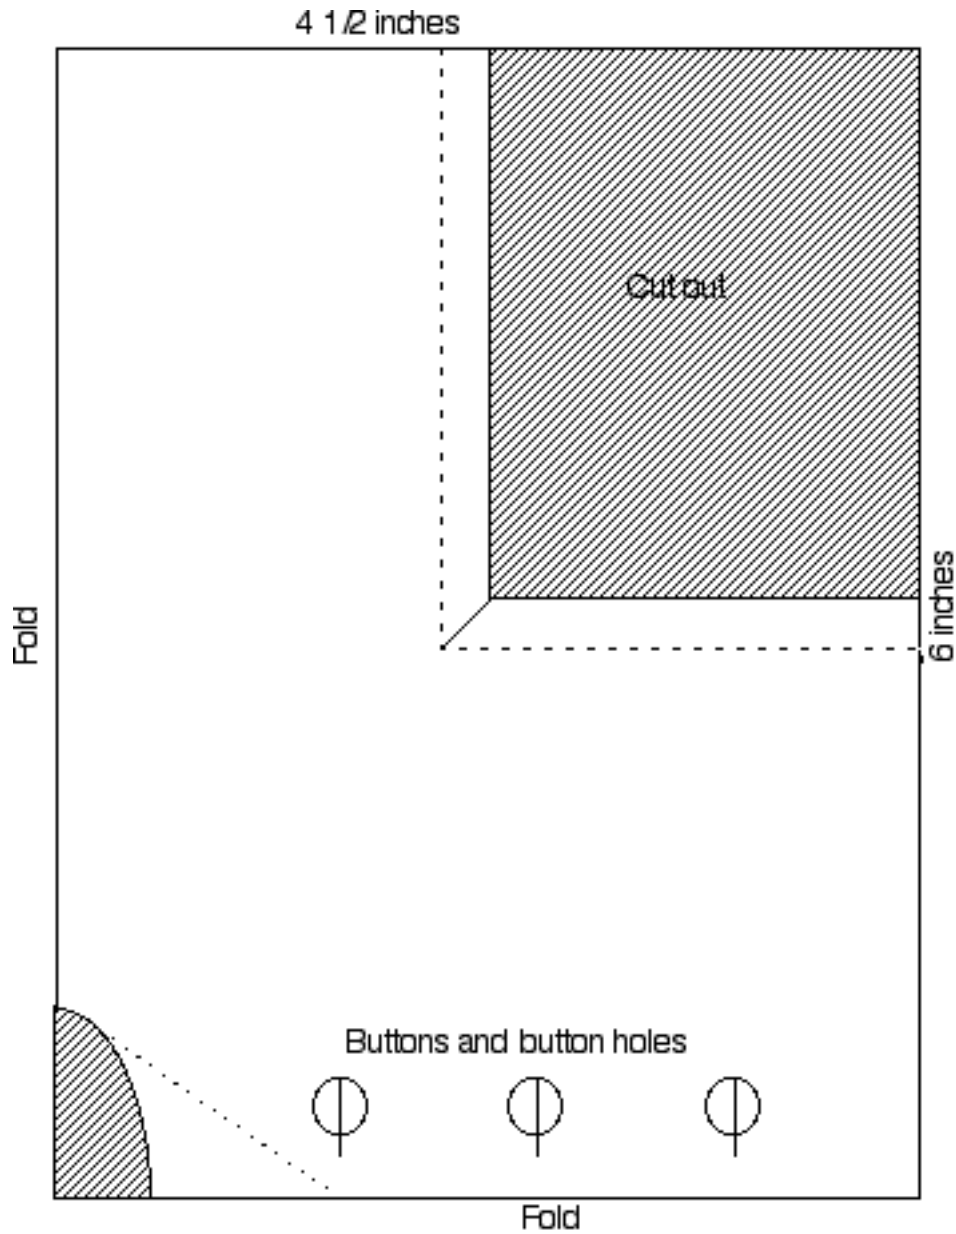 4 1/2 inches
Cut out
6 inches
Fold
Buttons and button holes
Fold